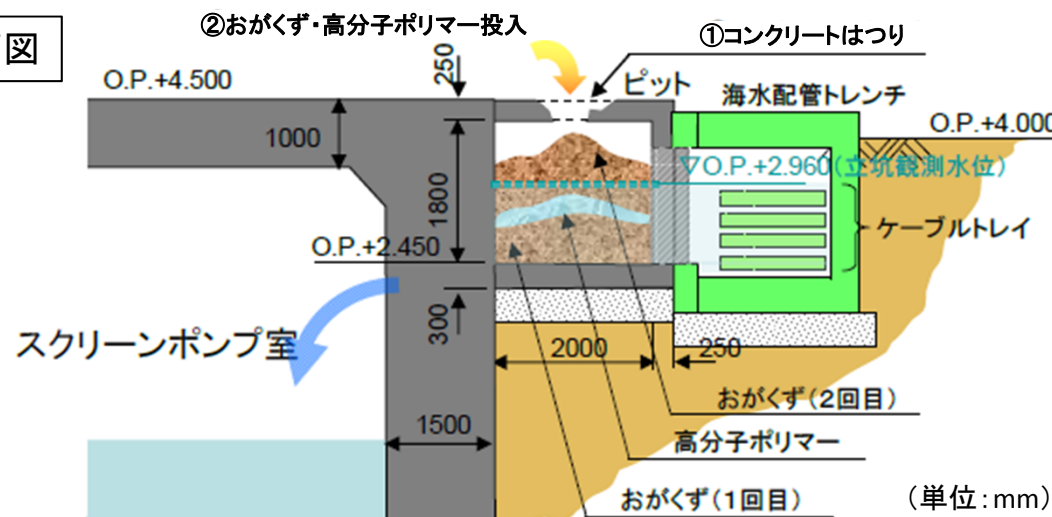 図
②おがくず・高分子ポリマー投入
①コンクリートはつり
250
ピット
O.P.+4.500
海水配管トレンチ
O.P.+4.000
1000
▽O.P.+2.960(立坑観測水位)
1800
ケーブルトレイ
O.P.+2.450
300
スクリーンポンプ室
2000
250
おがくず(2回目)
1500
高分子ポリマー
おがくず(1回目)
(単位:mm)